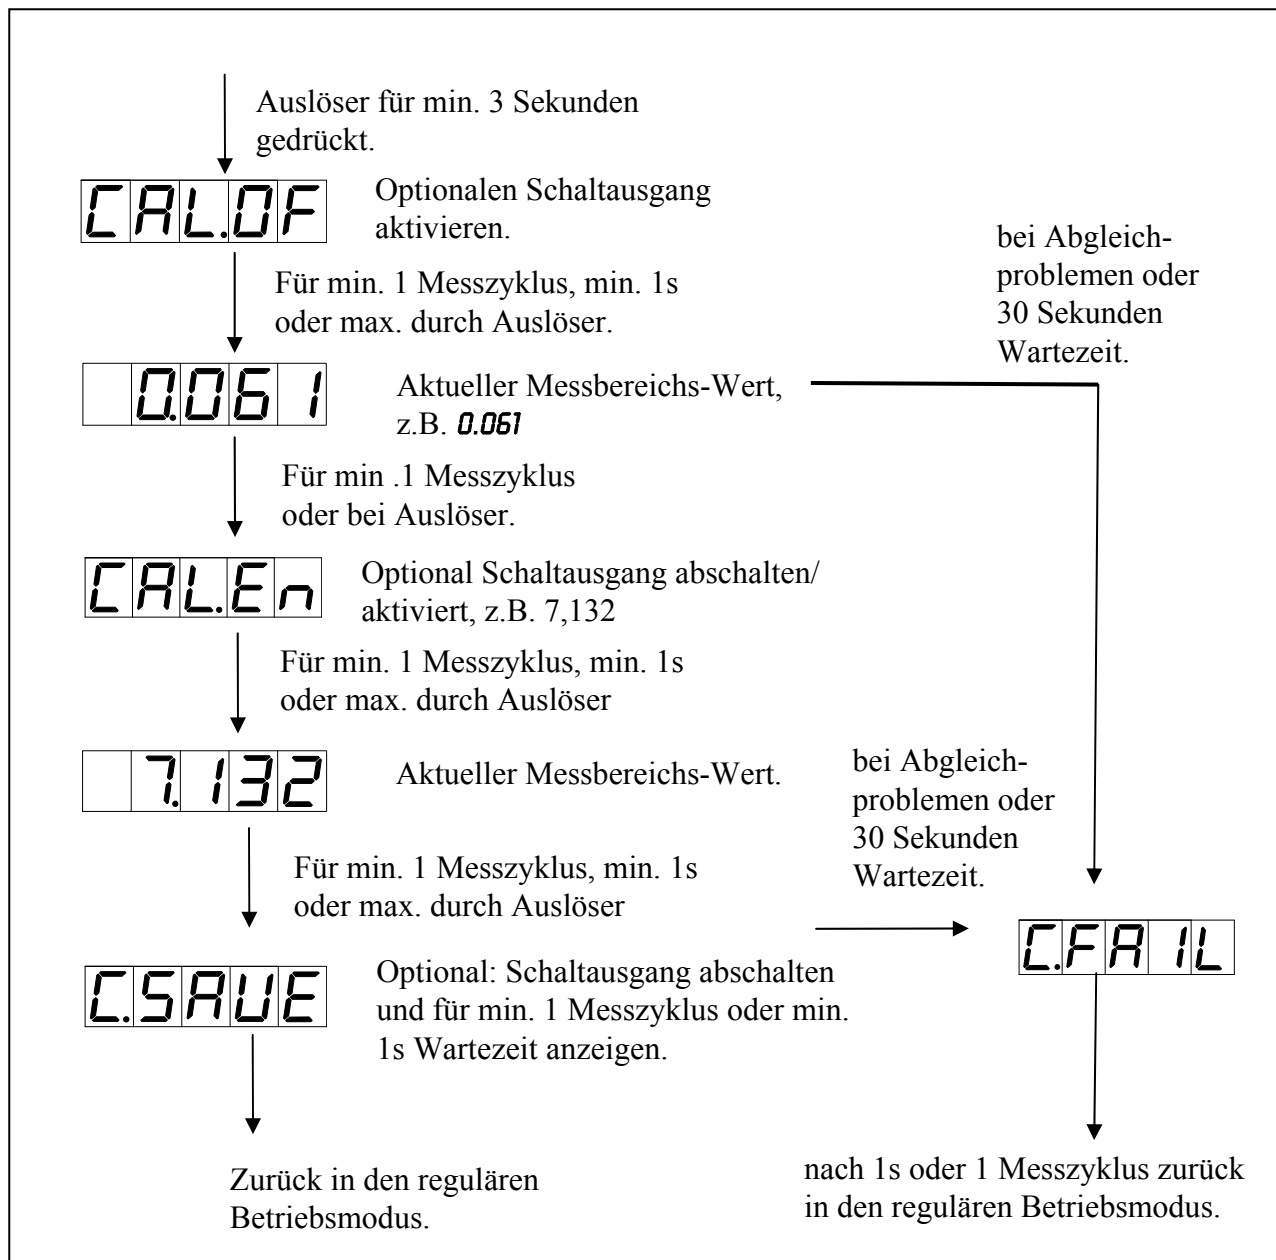 Auslöser für min. 3 Sekunden
gedrückt.
CAL.OF
Optionalen Schaltausgang
aktivieren.
Für min. 1 Messzyklus, min. 1s
oder max. durch Auslöser.
bei Abgleich-
problemen oder
30 Sekunden
Wartezeit.
0.061
Aktueller Messbereichs-Wert,
z.B. 0.061
Für min .1 Messzyklus
oder bei Auslöser.
CAL.En
Optional Schaltausgang abschalten/
aktiviert, z.B. 7,132
Für min. 1 Messzyklus, min. 1s
oder max. durch Auslöser
7.132
Aktueller Messbereichs-Wert.
bei Abgleich-
problemen oder
30 Sekunden
Wartezeit.
Für min. 1 Messzyklus, min. 1s
oder max. durch Auslöser
C.FAIL
C.SAUE
Optional: Schaltausgang abschalten
und für min. 1 Messzyklus oder min.
1s Wartezeit anzeigen.
Zurück in den regulären
Betriebsmodus.
nach 1s oder 1 Messzyklus zurück
in den regulären Betriebsmodus.